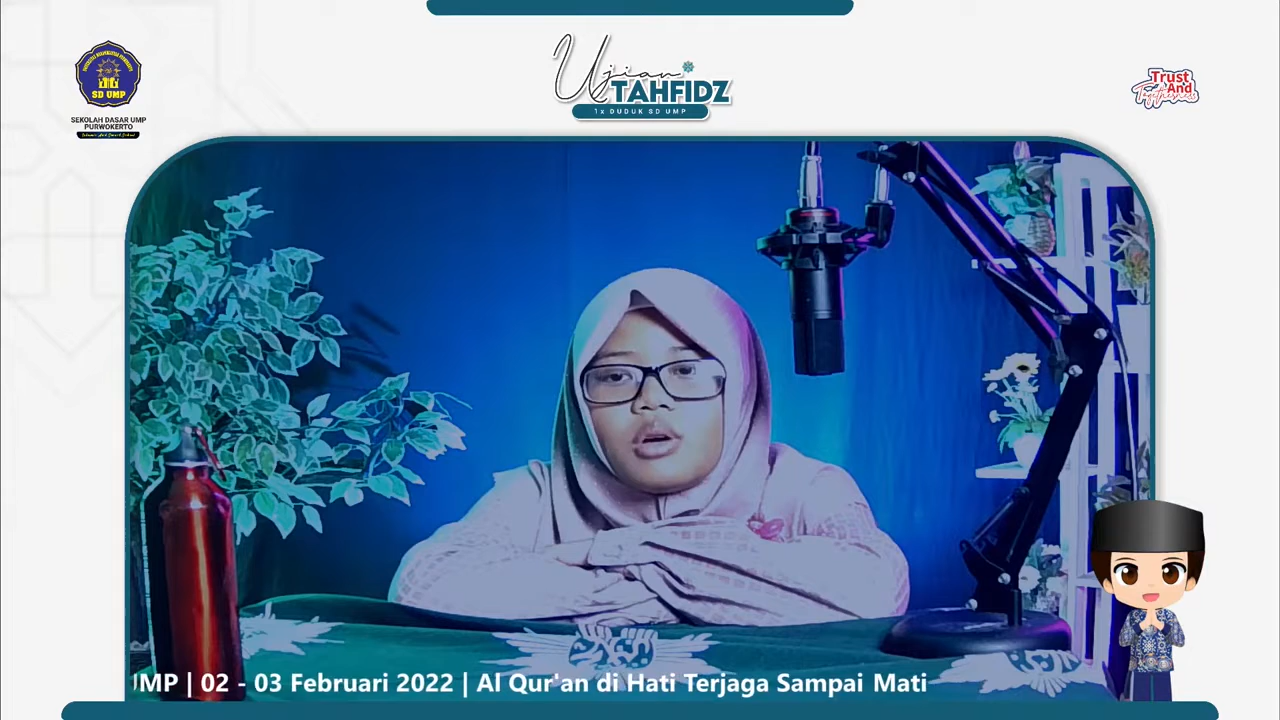 SD UMP
SEKOLAH DASAR UMP
PURWOKERTO
Ujian
TAHFIDZ
1x DUDUK SD UMP
Trust
And
Togetherness
UMP | 02 - 03 Februari 2022 | Al Qur'an di Hati Terjaga Sampai Mati